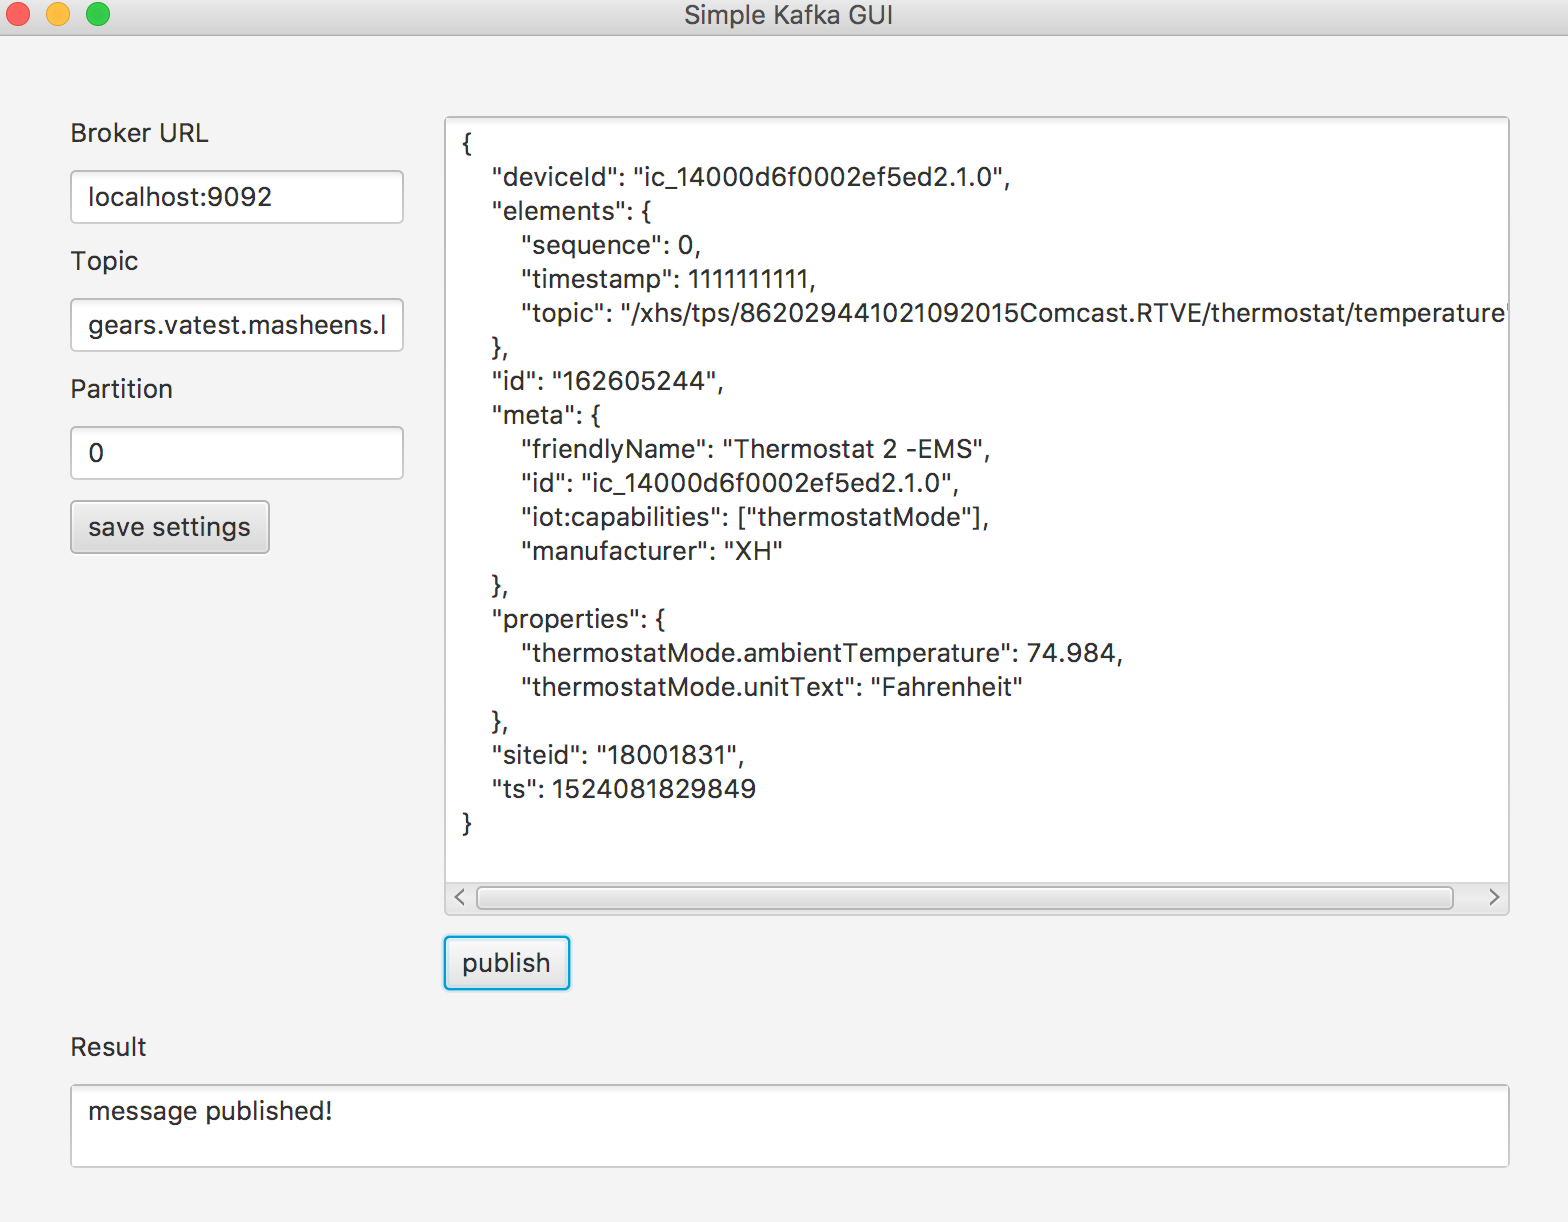 Simple Kafka GUI
Broker URL
localhost:9092
Topic
gears.vatest.masheens.l
Partition
0
save settings
{
"deviceId": "ic_14000d6f0002ef5ed2.1.0",
"elements": {
"sequence": 0,
"timestamp": 1111111111,
"topic": "/xhs/tps/862029441021092015Comcast.RTVE/thermostat/temperature"
},
"id": "162605244",
"meta": {
"friendlyName": "Thermostat 2 -EMS",
"id": "ic_14000d6f0002ef5ed2.1.0",
"iot:capabilities": ["thermostatMode"],
"manufacturer": "XH"
},
"properties": {
"thermostatMode.ambientTemperature": 74.984,
"thermostatMode.unitText": "Fahrenheit"
},
"siteid": "18001831",
"ts": 1524081829849
}
publish
Result
message published!